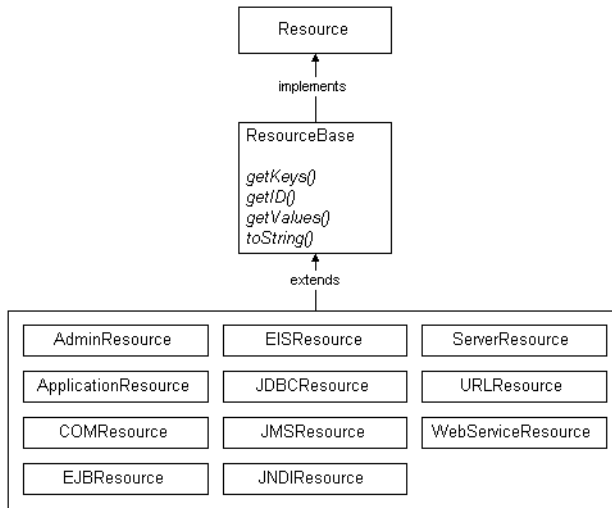 Resource
implements
ResourceBase
getKeys()
getID()
getValues()
toString()
extends
AdminResource EISResource ServerResource
ApplicationResource JDBCResource URLResource
COMResource JMSResource WebServiceResource
EJBResource JNDIResource